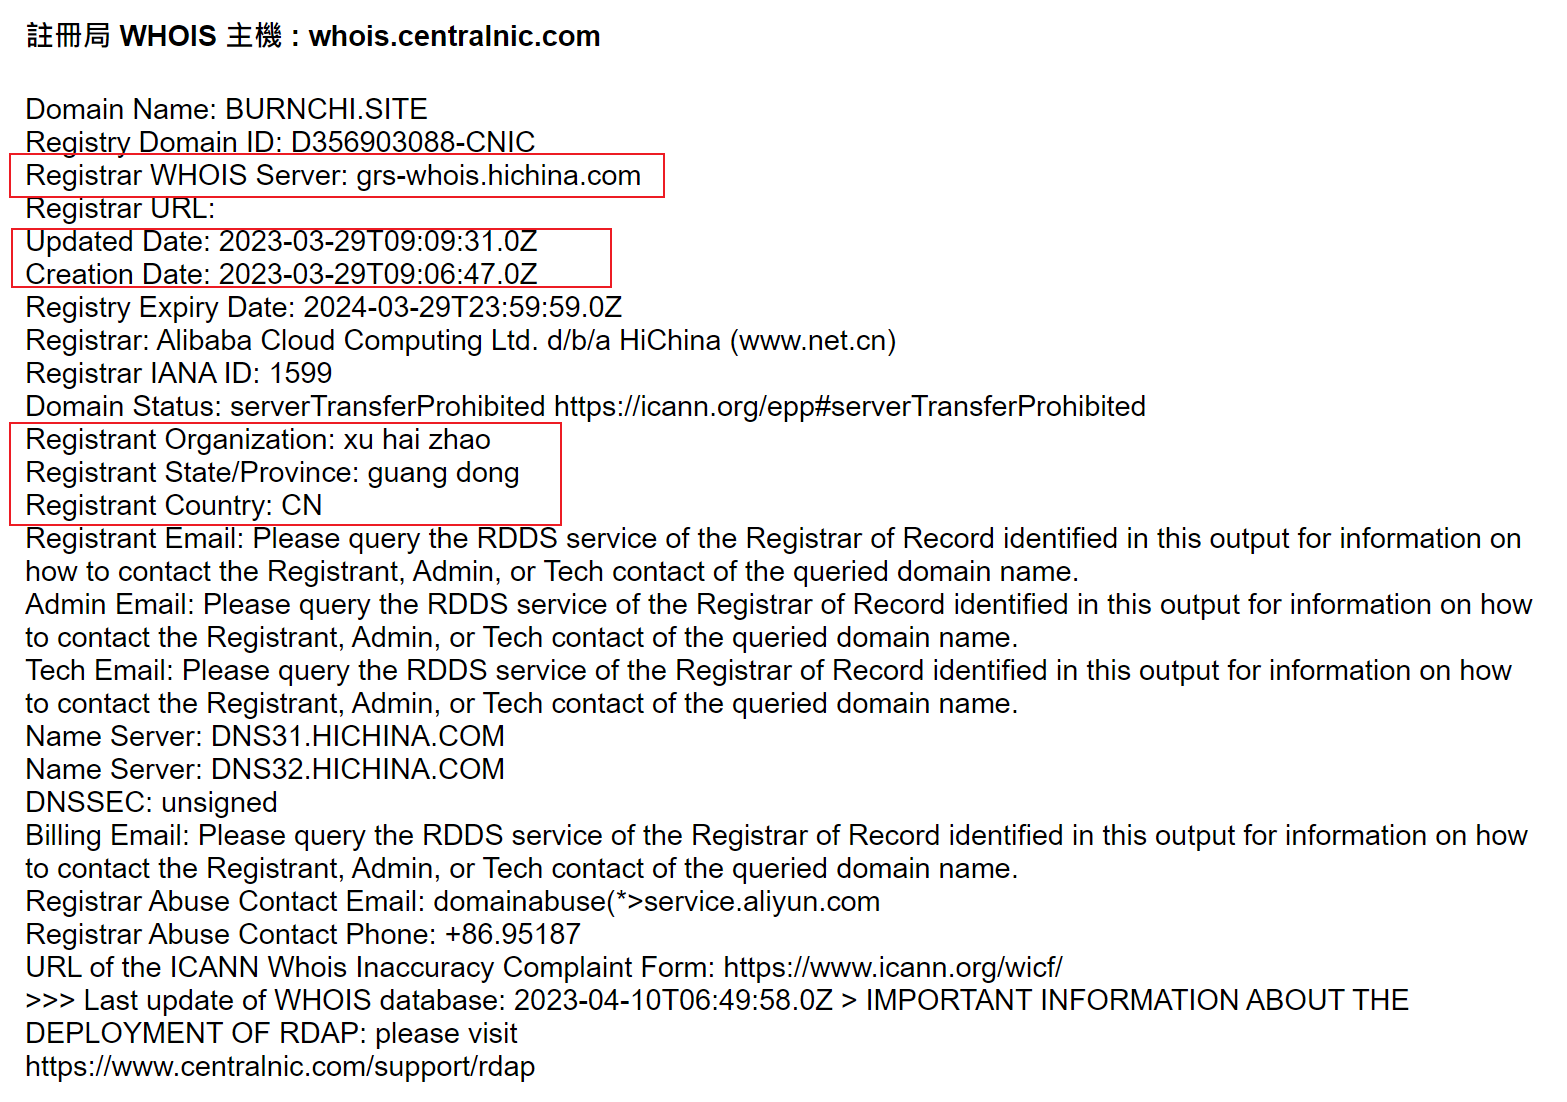 註冊局 WHOIS 主機 : whois.centralnic.com
Domain Name: BURNCHI.SITE
Registry Domain ID: D356903088-CNIC
Registrar WHOIS Server: grs-whois.hichina.com
Registrar URL:
Updated Date: 2023-03-29T09:09:31.0Z
Creation Date: 2023-03-29T09:06:47.0Z
Registry Expiry Date: 2024-03-29T23:59:59.0Z
Registrar: Alibaba Cloud Computing Ltd. d/b/a HiChina (www.net.cn)
Registrar IANA ID: 1599
Domain Status: serverTransferProhibited https://icann.org/epp#serverTransferProhibited
Registrant Organization: xu hai zhao
Registrant State/Province: guang dong
Registrant Country: CN
Registrant Email: Please query the RDDS service of the Registrar of Record identified in this output for information on
how to contact the Registrant, Admin, or Tech contact of the queried domain name.
Admin Email: Please query the RDDS service of the Registrar of Record identified in this output for information on how
to contact the Registrant, Admin, or Tech contact of the queried domain name.
Tech Email: Please query the RDDS service of the Registrar of Record identified in this output for information on how
to contact the Registrant, Admin, or Tech contact of the queried domain name.
Name Server: DNS31.HICHINA.COM
Name Server: DNS32.HICHINA.COM
DNSSEC: unsigned
Billing Email: Please query the RDDS service of the Registrar of Record identified in this output for information on how
to contact the Registrant, Admin, or Tech contact of the queried domain name.
Registrar Abuse Contact Email: domainabuse(*>service.aliyun.com
Registrar Abuse Contact Phone: +86.95187
URL of the ICANN Whois Inaccuracy Complaint Form: https://www.icann.org/wicf/
>>> Last update of WHOIS database: 2023-04-10T06:49:58.0Z > IMPORTANT INFORMATION ABOUT THE
DEPLOYMENT OF RDAP: please visit
https://www.centralnic.com/support/rdap